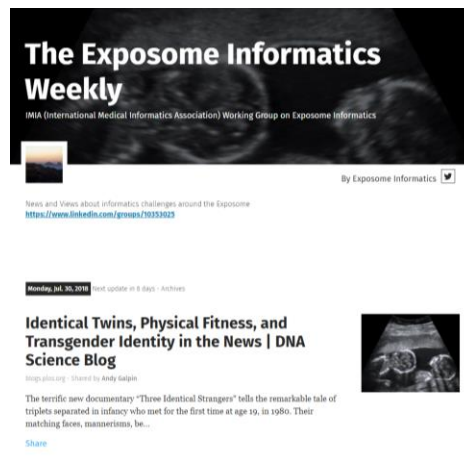 The Exposome Informatics
Weekly
IMIA (International Medical Informatics Association) Working Group on Exposome Informatics
By Exposome Informatics
News and Views about informatics challenges around the Exposome
https://www.linkedin.com/groups/10353025
Monday, Jul. 30, 2018 Next update in 8 days - Archives
Identical Twins, Physical Fitness, and
Transgender Identity in the News | DNA
Science Blog
blogs.plos.org - Shared by Andy Galpin
The terrific new documentary “Three Identical Strangers” tells the remarkable tale of
triplets separated in infancy who met for the first time at age 19, in 1980. Their
matching faces, mannerisms, be...
Share